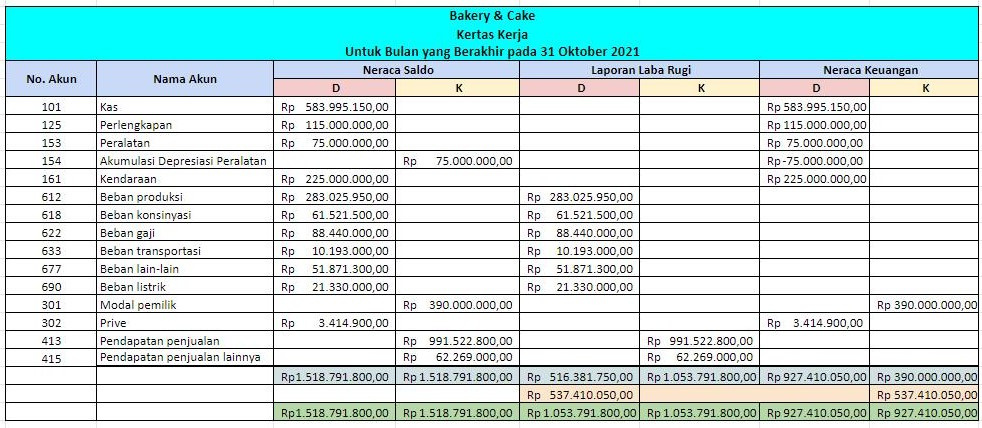 Bakery & Cake
Kertas Kerja
Untuk Bulan yang Berakhir pada 31 Oktober 2021
No. Akun Nama Akun Neraca Saldo Laporan Laba Rugi Neraca Keuangan
D K D K D K
101 Kas Rp 583.995.150,00 Rp 583.995.150,00
125 Perlengkapan Rp 115.000.000,00 Rp 115.000.000,00
153 Peralatan Rp 75.000.000,00 Rp 75.000.000,00
154 Akumulasi Depresiasi Peralatan Rp 75.000.000,00 Rp -75.000.000,00
161 Kendaraan Rp 225.000.000,00 Rp 225.000.000,00
612 Beban produksi Rp 283.025.950,00 Rp 283.025.950,00
618 Beban konsinyasi Rp 61.521.500,00 Rp 61.521.500,00
622 Beban gaji Rp 88.440.000,00 Rp 88.440.000,00
633 Beban transportasi Rp 10.193.000,00 Rp 10.193.000,00
677 Beban lain-lain Rp 51.871.300,00 Rp 51.871.300,00
690 Beban listrik Rp 21.330.000,00 Rp 21.330.000,00
301 Modal pemilik Rp 390.000.000,00 Rp 390.000.000,00
302 Prive Rp 3.414.900,00 Rp 3.414.900,00
413 Pendapatan penjualan Rp 991.522.800,00 Rp 991.522.800,00
415 Pendapatan penjualan lainnya Rp 62.269.000,00 Rp 62.269.000,00
Rp1.518.791.800,00 Rp1.518.791.800,00 Rp 516.381.750,00 Rp1.053.791.800,00 Rp 927.410.050,00 Rp 390.000.000,00
Rp 537.410.050,00 Rp 537.410.050,00
Rp1.518.791.800,00 Rp1.518.791.800,00 Rp1.053.791.800,00 Rp1.053.791.800,00 Rp 927.410.050,00 Rp 927.410.050,00